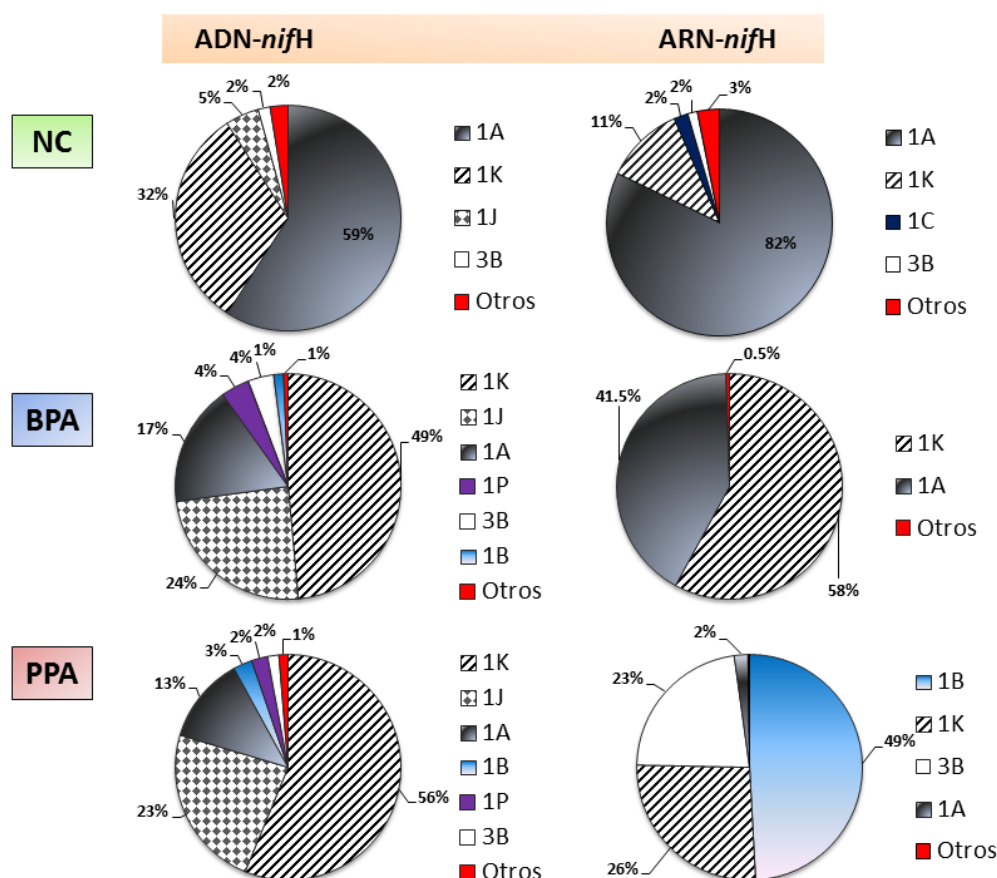 ADN-nifH
ARN-nifH
NC
2%
2%
5%
32%
59%
1A
1K
1J
3B
Otros
2%
2%
3%
11%
82%
1A
1K
1C
3B
Otros
BPA
4%
4%
1%
1%
17%
49%
24%
1K
1J
1A
1P
3B
1B
Otros
0.5%
41.5%
58%
1K
1A
Otros
PPA
3%
2%
2%
1%
13%
23%
56%
1K
1J
1A
1B
1P
3B
Otros
2%
23%
49%
26%
1B
1K
3B
1A
Otros